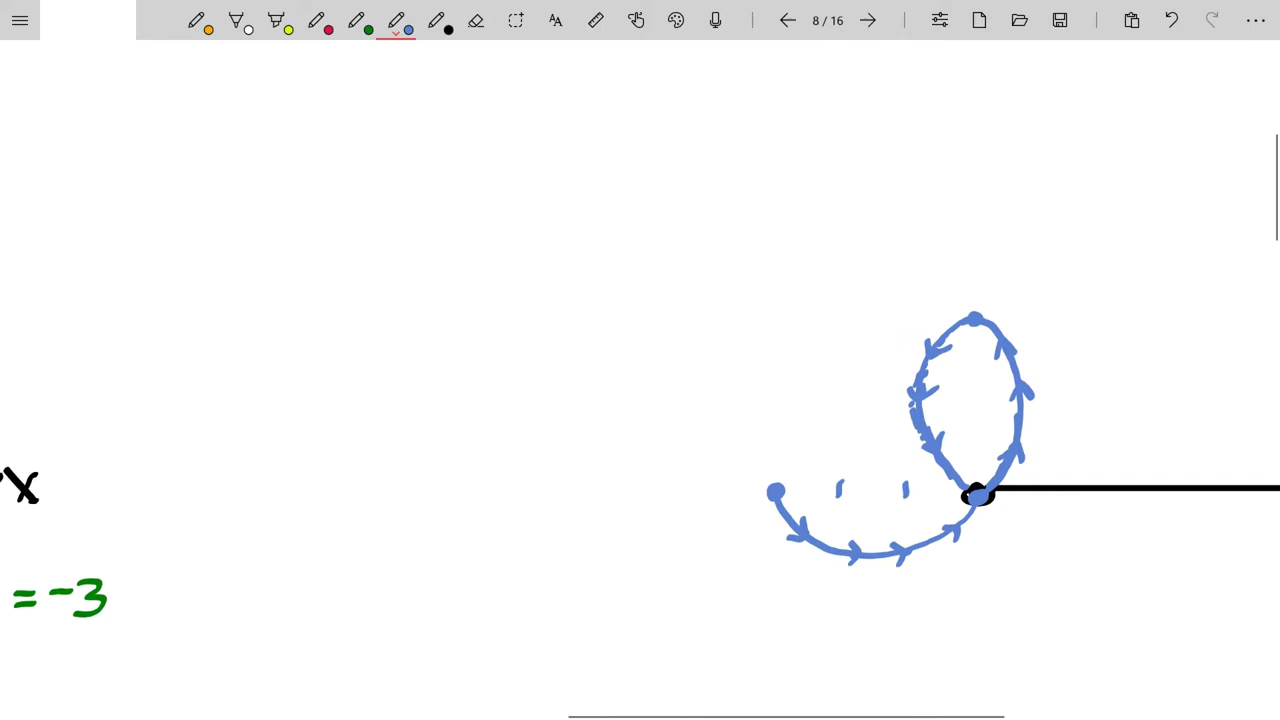 8 / 16
x
= -3